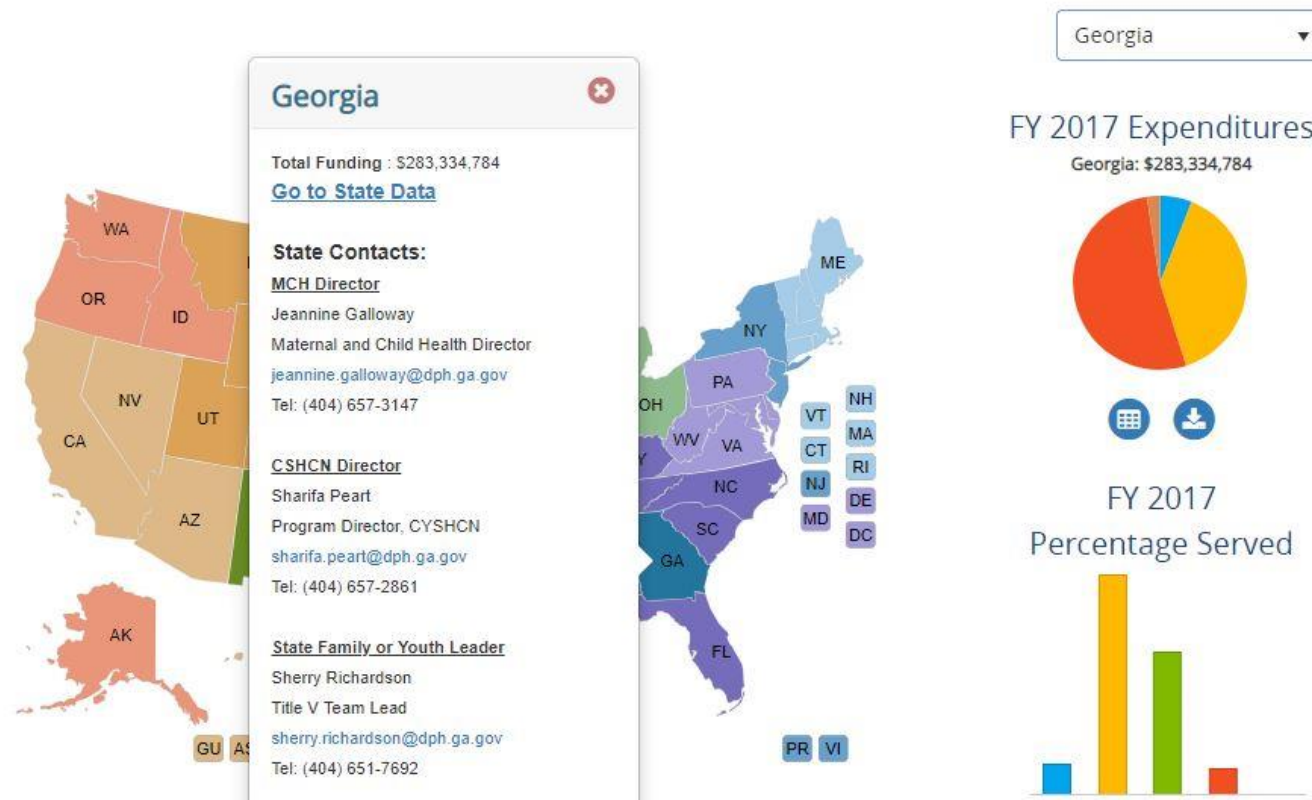 Georgia
Total Funding : $283,334,784
Go to State Data
State Contacts:
MCH Director
Jeannine Galloway
Maternal and Child Health Director
jeannine.galloway@dph.ga.gov
Tel: (404) 657-3147
CSHCN Director
Sharifa Peart
Program Director, CYSHCN
sharifa.peart@dph.ga.gov
Tel: (404) 657-2861
State Family or Youth Leader
Sherry Richardson
Title V Team Lead
sherry.richardson@dph.ga.gov
Tel: (404) 651-7692
WA
OR
ID
NV
UT
CA
AZ
AK
GU
ME
NY
PA
OH
WV
VA
NC
SC
GA
FL
VT
NH
CT
MA
RI
NJ
DE
MD
DC
PR
VI
Georgia
FY 2017 Expenditures
Georgia: $283,334,784
FY 2017
Percentage Served